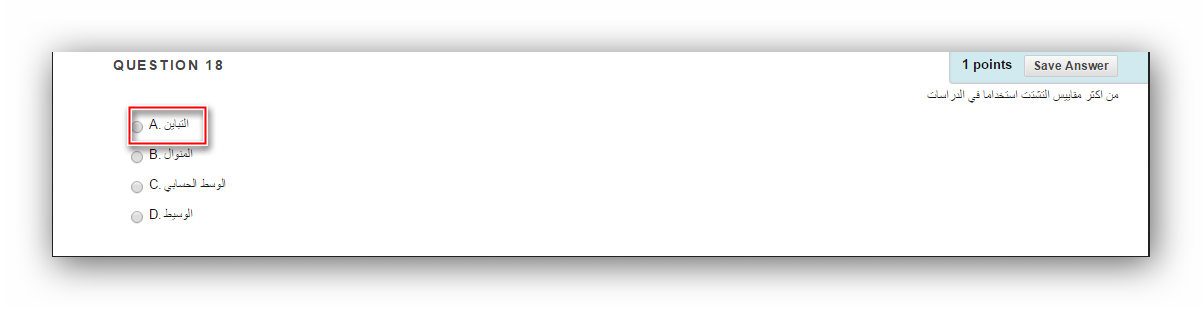 QUESTION 18
1 points Save Answer
من اكثر مقاييس التشتت استخداما في الدراسات
A. التباين
B. المنوال
C. الوسط الحسابي
D. الوسيط